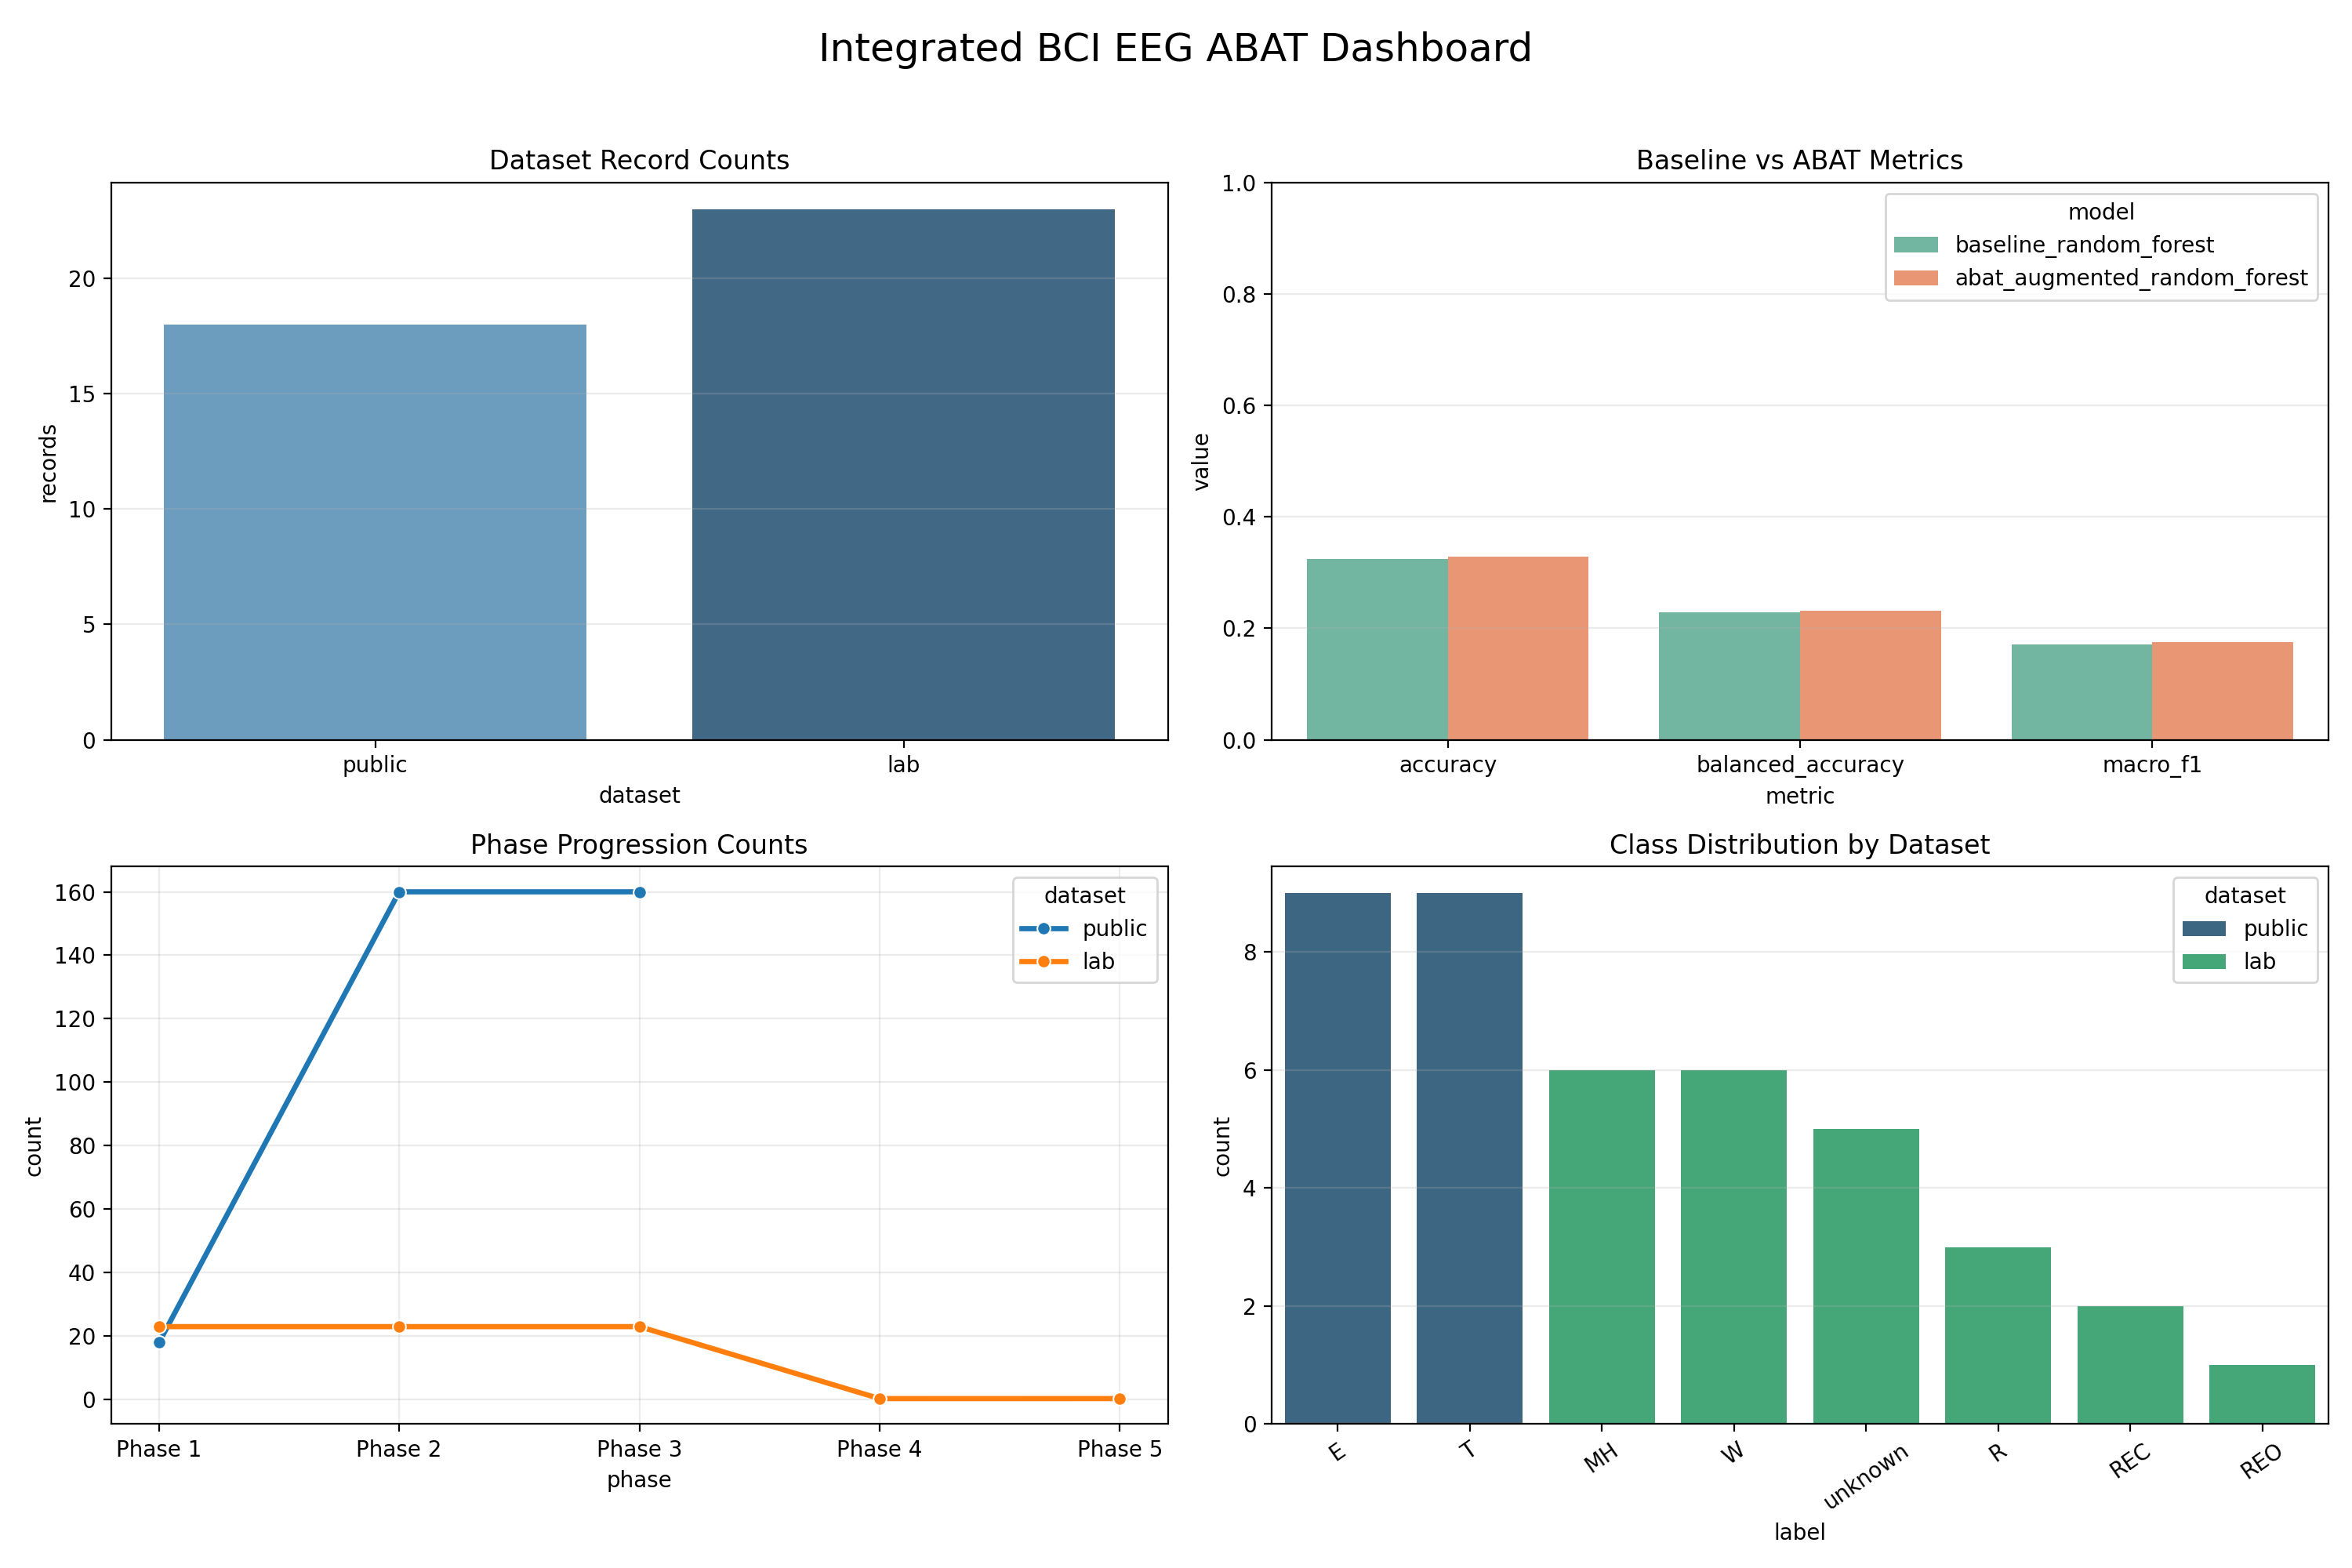 Integrated BCI EEG ABAT Dashboard
Dataset Record Counts
records
20
15
10
5
0
public
lab
dataset
Baseline vs ABAT Metrics
value
1.0
0.8
0.6
0.4
0.2
0.0
model
baseline_random_forest
abat_augmented_random_forest
accuracy
balanced_accuracy
macro_f1
metric
Phase Progression Counts
count
160
140
120
100
80
60
40
20
0
dataset
public
lab
Phase 1
Phase 2
Phase 3
Phase 4
Phase 5
phase
Class Distribution by Dataset
count
8
6
4
2
0
dataset
public
lab
E
T
MH
W
unknown
R
REC
REO
label